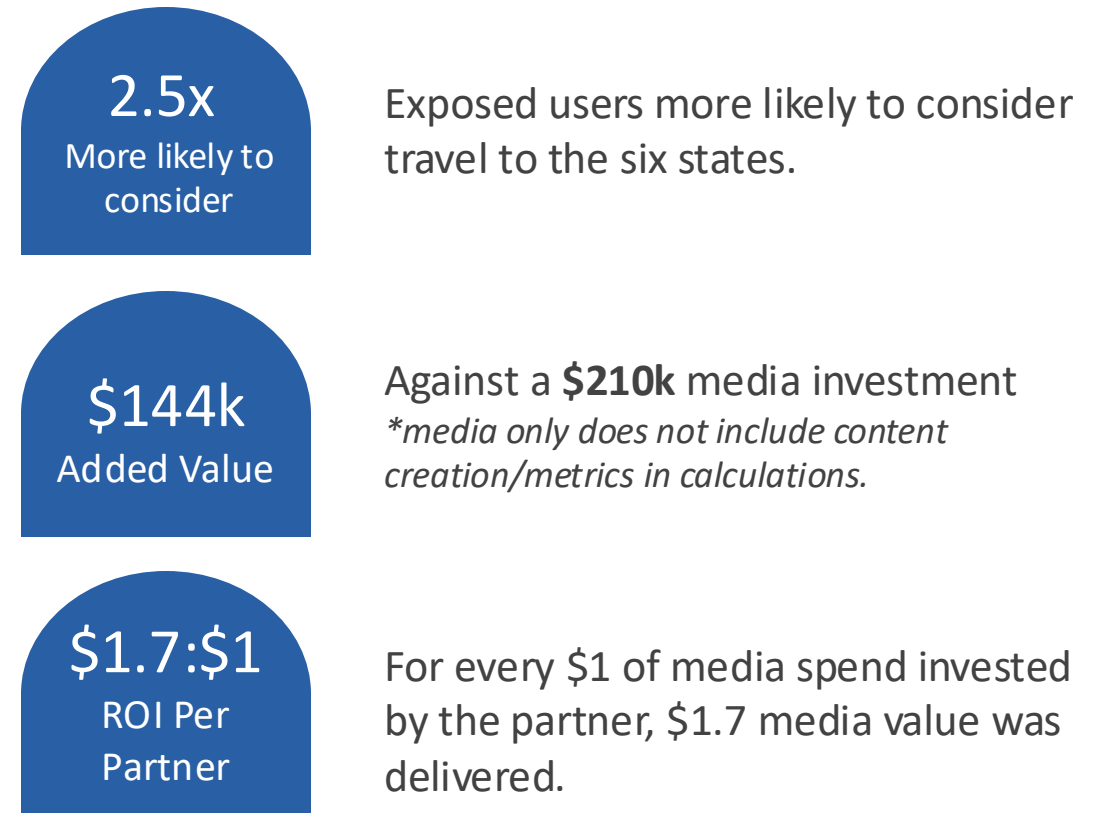 2.5x
More likely to
consider
Exposed users more likely to consider
travel to the six states.
$144k
Added Value
Against a $210k media investment
*media only does not include content
creation/metrics in calculations.
$1.7:$1
ROI Per
Partner
For every $1 of media spend invested
by the partner, $1.7 media value was
delivered.